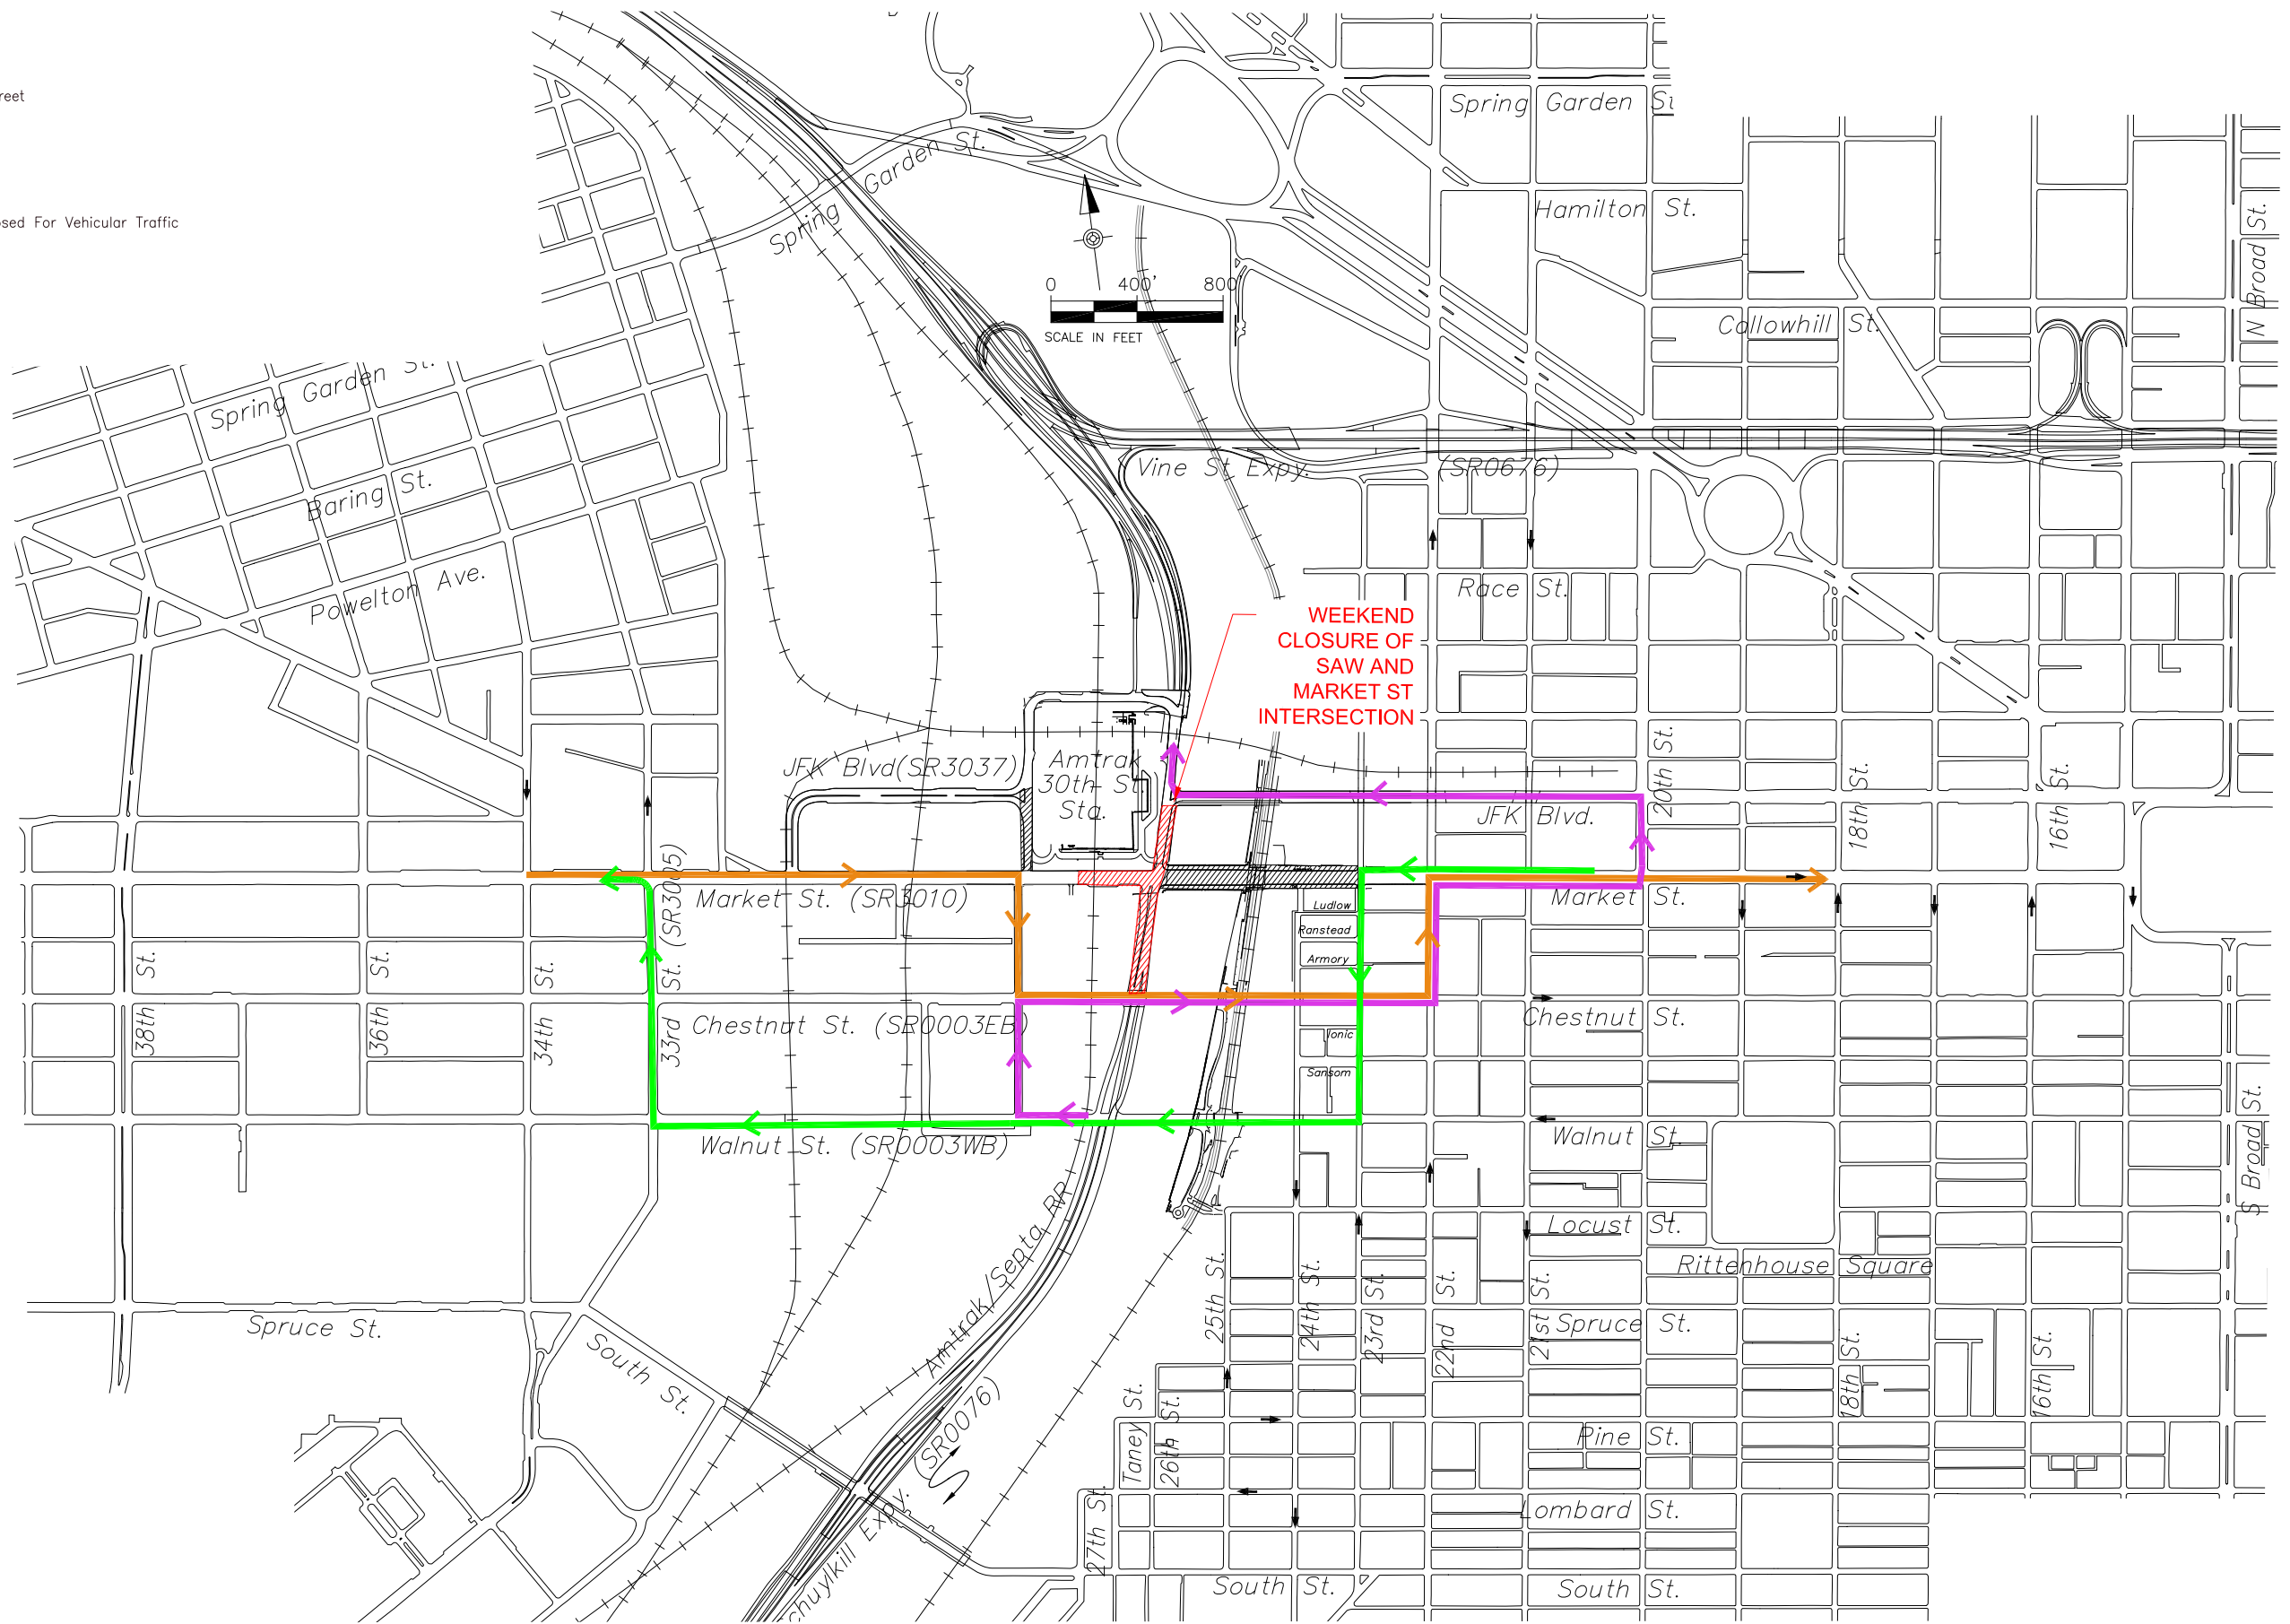 reet
sed For Vehicular Traffic
Spring Garden St.
Spring Garden St
Hamilton St.
N Broad St.
0 400' 800'
SCALE IN FEET
Callowhill St.
Spring Garden St.
Baring St.
Powelton Ave.
Vine St Expy. (SR0676)
Race St.
WEEKEND
CLOSURE OF
SAW AND
MARKET ST
INTERSECTION
JFK Blvd(SR3037)
Amtrak
30th St.
Sta.
JFK Blvd.
20th St.
18th St.
16th St.
Market St. (SR3010)
Market St.
Ludlow
Ranstead
Armory
38th St.
36th St.
34th St.
33rd St. (SR3005)
Chestnut St. (SR0003EB)
Chestnut St.
Ionic
Sansom
Walnut St. (SR0003WB)
Walnut St.
S Broad St.
Locust St.
Rittenhouse Square
Amtrak/Septa RR
25th St.
24th St.
23rd St.
22nd St.
21st St.
Spruce St.
Spruce St.
South St.
18th St.
16th St.
Taney St.
26th St.
Pine St.
27th St.
Lombard St.
chuylkill Expy. (SR0076)
South St.
South St.